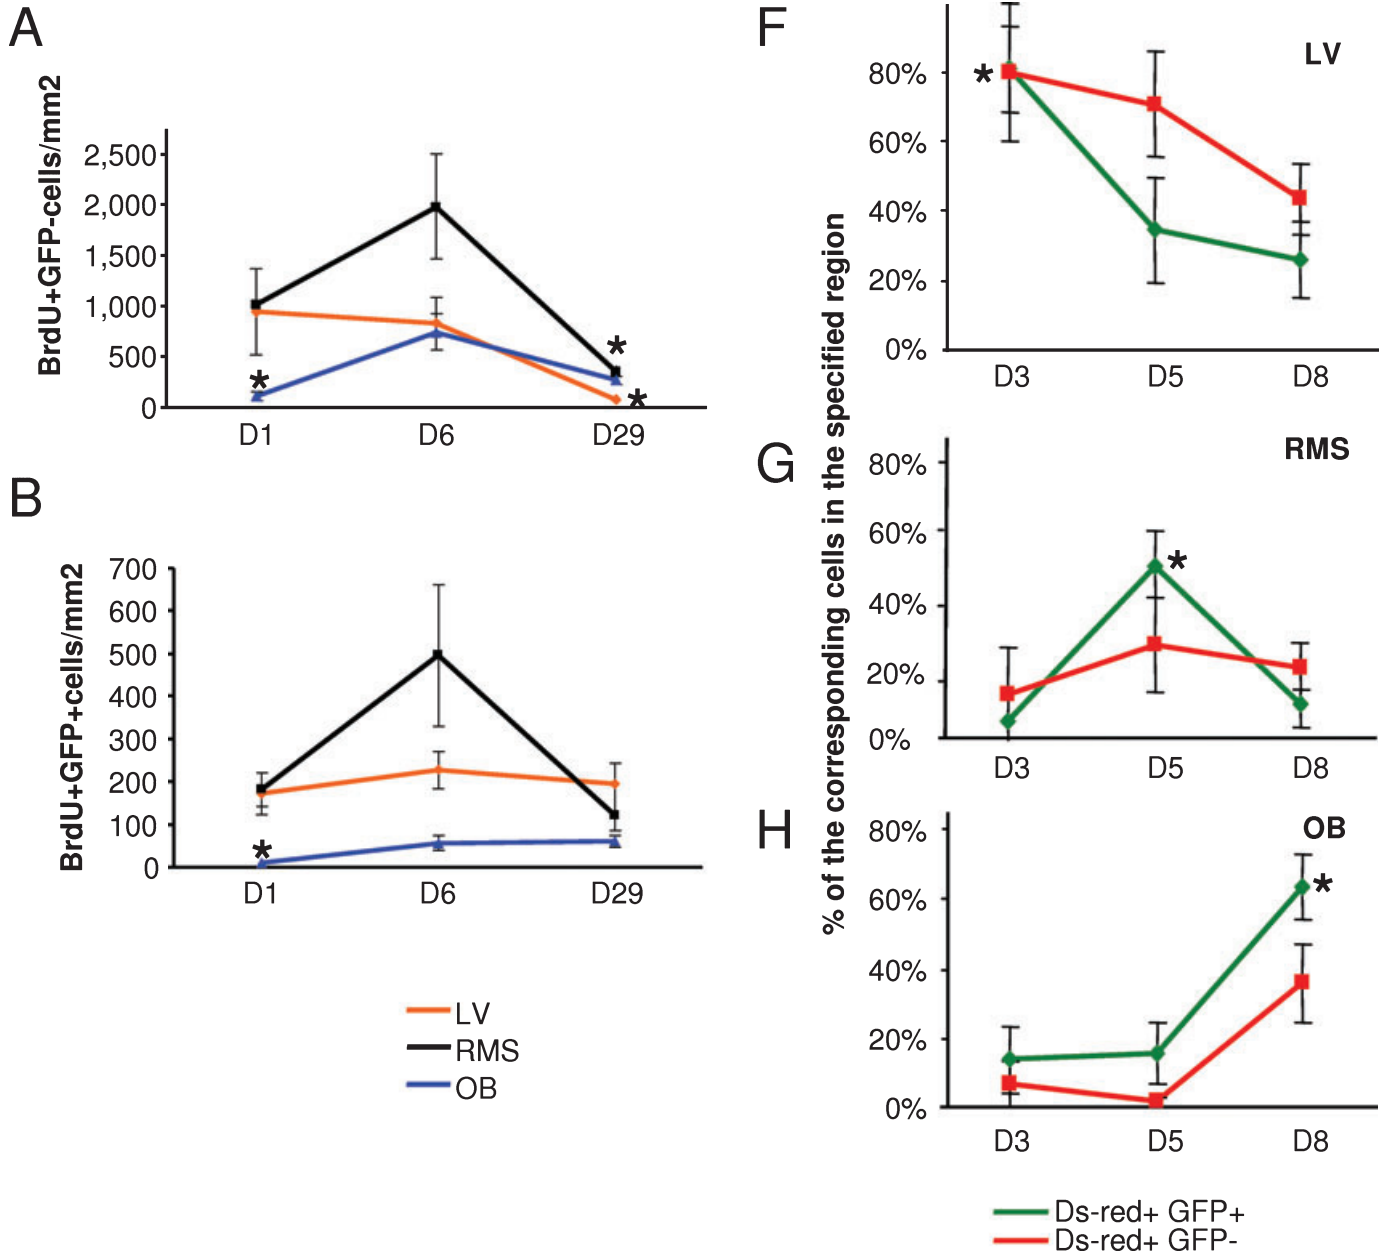 A
BrdU+GFP-cells/mm2
2,500
2,000
1,500
1,000
500
0
*
*
*
D1 D6 D29
B
BrdU+GFP+cells/mm2
700
600
500
400
300
200
100
0
*
D1 D6 D29
LV
RMS
OB
% of the corresponding cells in the specified region
F
LV
80%
60%
40%
20%
0%
*
D3 D5 D8
G
RMS
80%
60%
40%
20%
0%
*
D3 D5 D8
H
OB
80%
60%
40%
20%
0%
*
D3 D5 D8
Ds-red+ GFP+
Ds-red+ GFP-